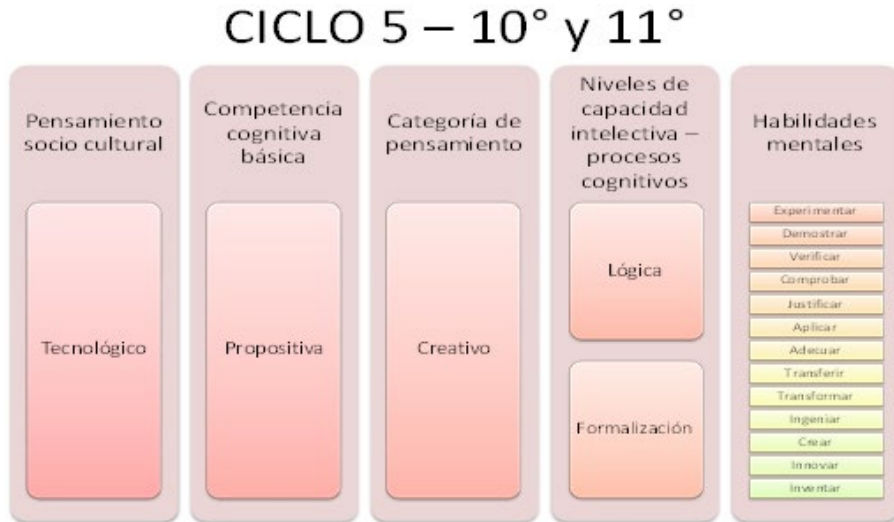 CICLO 5 – 10° y 11°
Pensamiento
socio cultural
Tecnológico
Competencia
cognitiva
básica
Propositiva
Categoría de
pensamiento
Creativo
Niveles de
capacidad
intelectiva –
procesos
cognitivos
Lógica
Formalización
Habilidades
mentales
Experimentar
Demostrar
Verificar
Comprobar
Justificar
Aplicar
Adecuar
Transferir
Transformar
Ingeniar
Crear
Innovar
Inventar